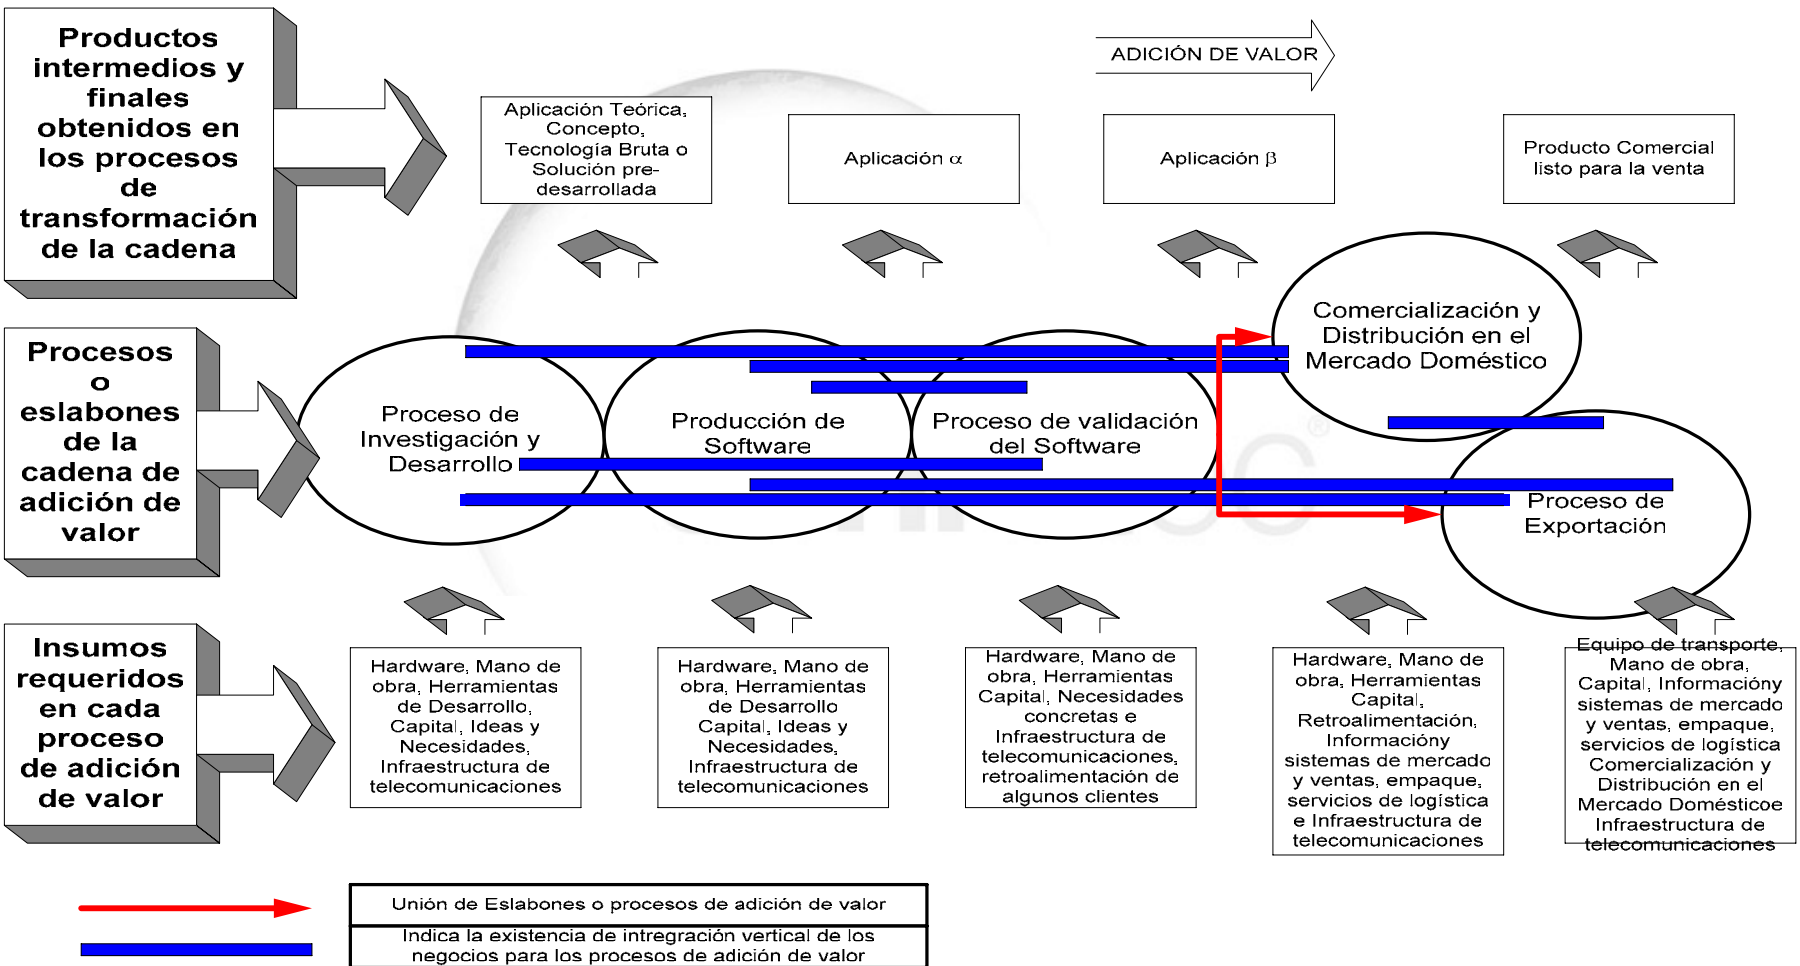 Productos
intermedios y
finales
obtenidos en
los procesos
de
transformación
de la cadena
ADICIÓN DE VALOR
Aplicación Teórica,
Concepto,
Tecnología Bruta o
Solución pre-
desarrollada
Aplicación α
Aplicación β
Producto Comercial
listo para la venta
Procesos
o
eslabones
de la
cadena de
adición de
valor
Proceso de
Investigación y
Desarrollo
Producción de
Software
Proceso de validación
del Software
Comercialización y
Distribución en el
Mercado Doméstico
Proceso de
Exportación
Insumos
requeridos
en cada
proceso
de adición
de valor
Hardware, Mano de
obra, Herramientas
de Desarrollo,
Capital, Ideas y
Necesidades,
Infraestructura de
telecomunicaciones
Hardware, Mano de
obra, Herramientas
de Desarrollo
Capital, Ideas y
Necesidades,
Infraestructura de
telecomunicaciones
Hardware, Mano de
obra, Herramientas
Capital, Necesidades
concretas e
Infraestructura de
telecomunicaciones,
retroalimentación de
algunos clientes
Hardware, Mano de
obra, Herramientas
Capital,
Retroalimentación,
Informacióny
sistemas de mercado
y ventas, empaque,
servicios de logística
e Infraestructura de
telecomunicaciones
Equipo de transporte,
Mano de obra,
Capital, Informacióny
sistemas de mercado
y ventas, empaque,
servicios de logística
Comercialización y
Distribución en el
Mercado Domésticoe
Infraestructura de
telecomunicaciones
Unión de Eslabones o procesos de adición de valor
Indica la existencia de intregración vertical de los
negocios para los procesos de adición de valor